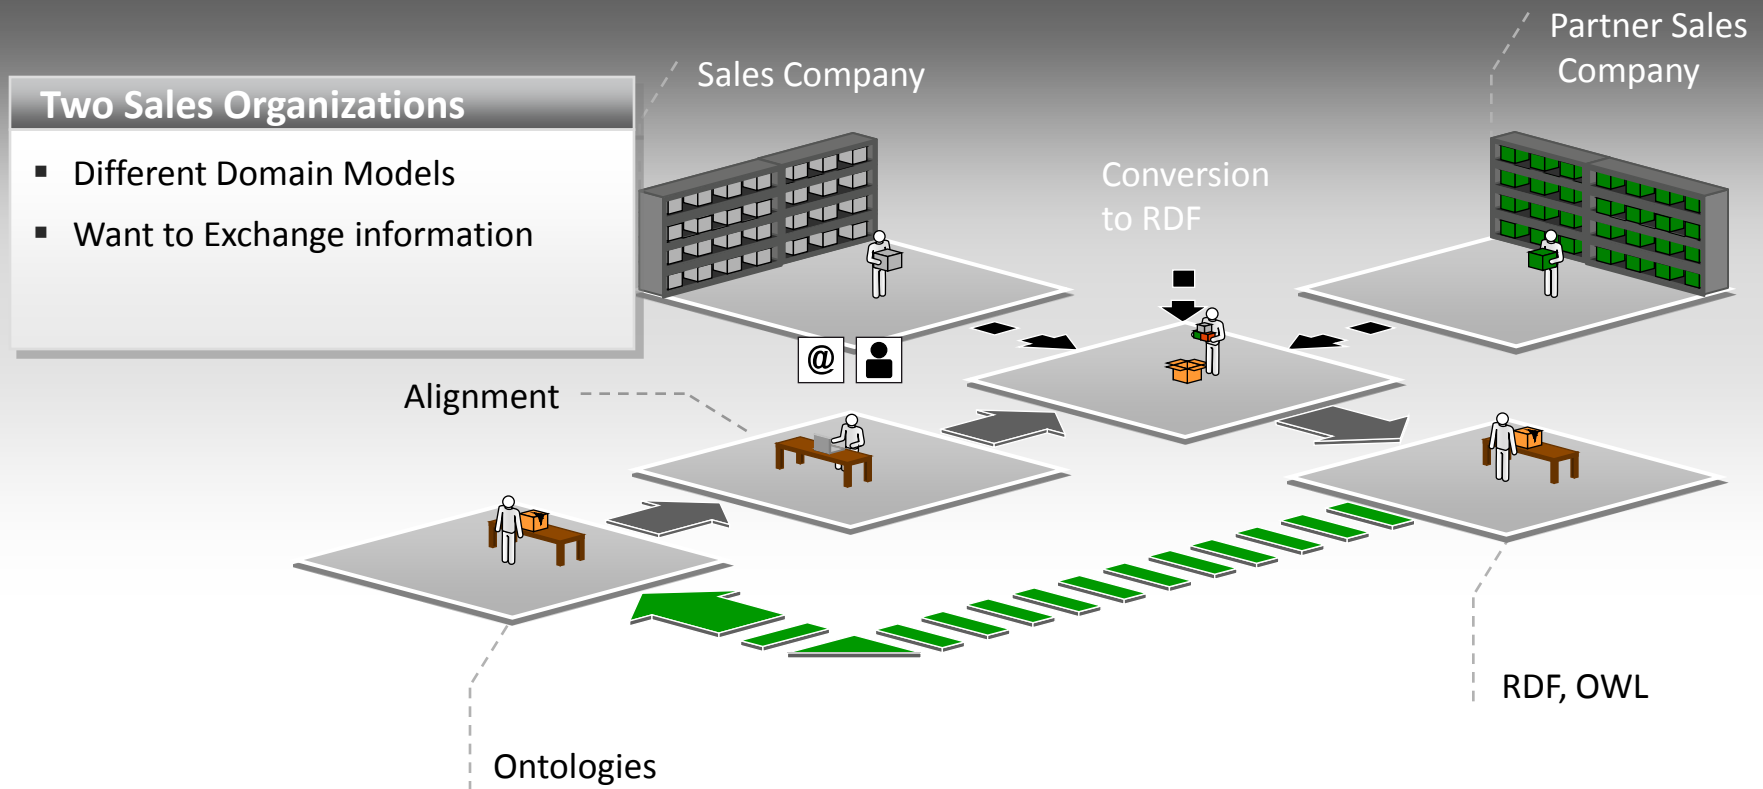 Partner Sales
Company
Sales Company
Two Sales Organizations
▪ Different Domain Models
▪ Want to Exchange information
Conversion
to RDF
@
Alignment
RDF, OWL
Ontologies